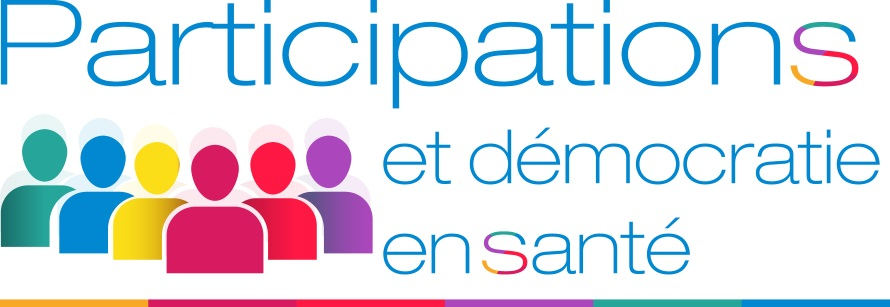 Participations
et démocratie
en santé